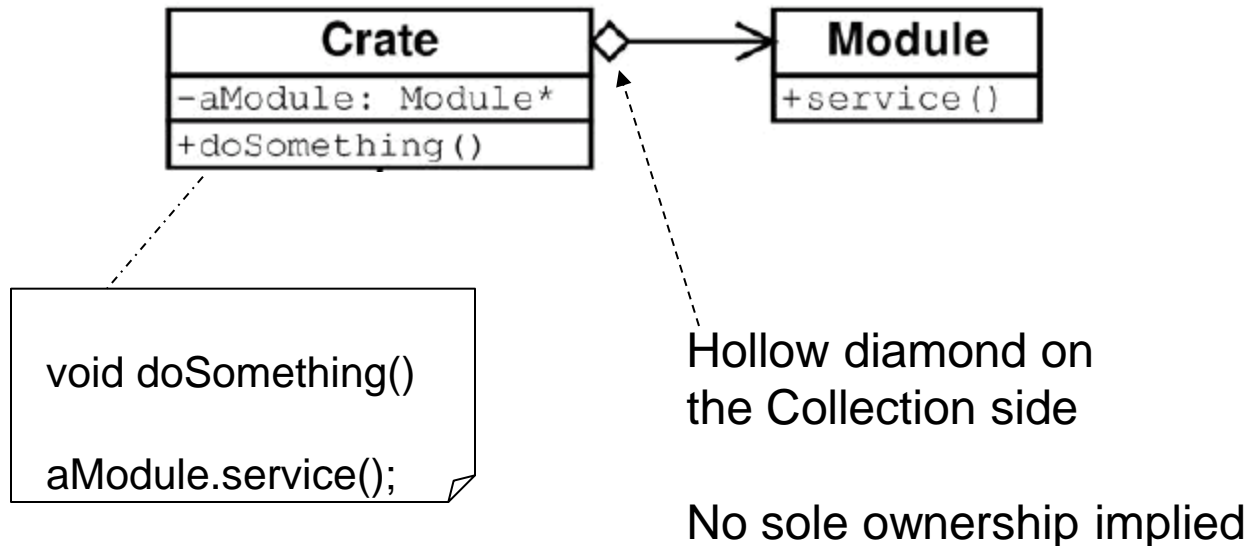 Crate
-aModule: Module*
+doSomething()
Module
+service()
void doSomething()
aModule.service();
Hollow diamond on
the Collection side
No sole ownership implied